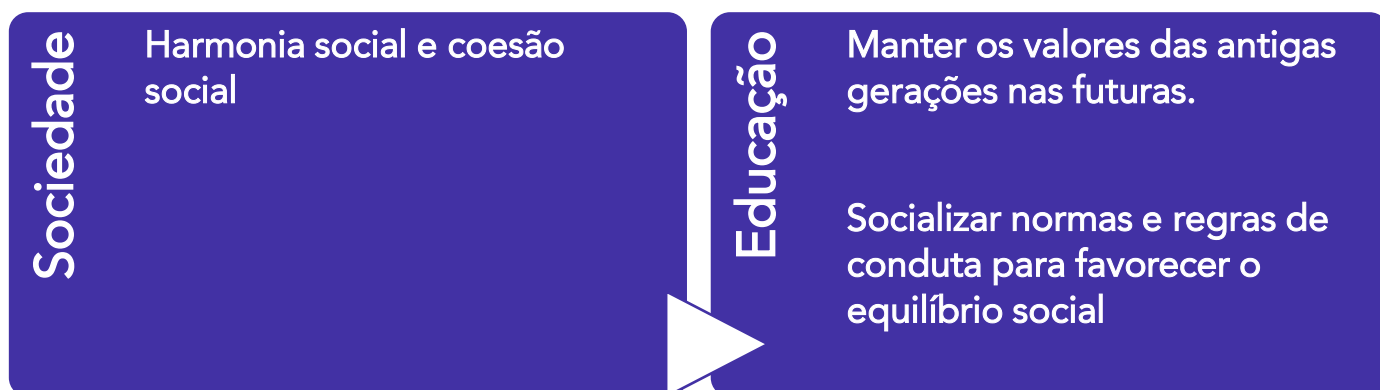 Sociedade
Harmonia social e coesão
social
Educação
Manter os valores das antigas
gerações nas futuras.
Socializar normas e regras de
conduta para favorecer o
equilíbrio social